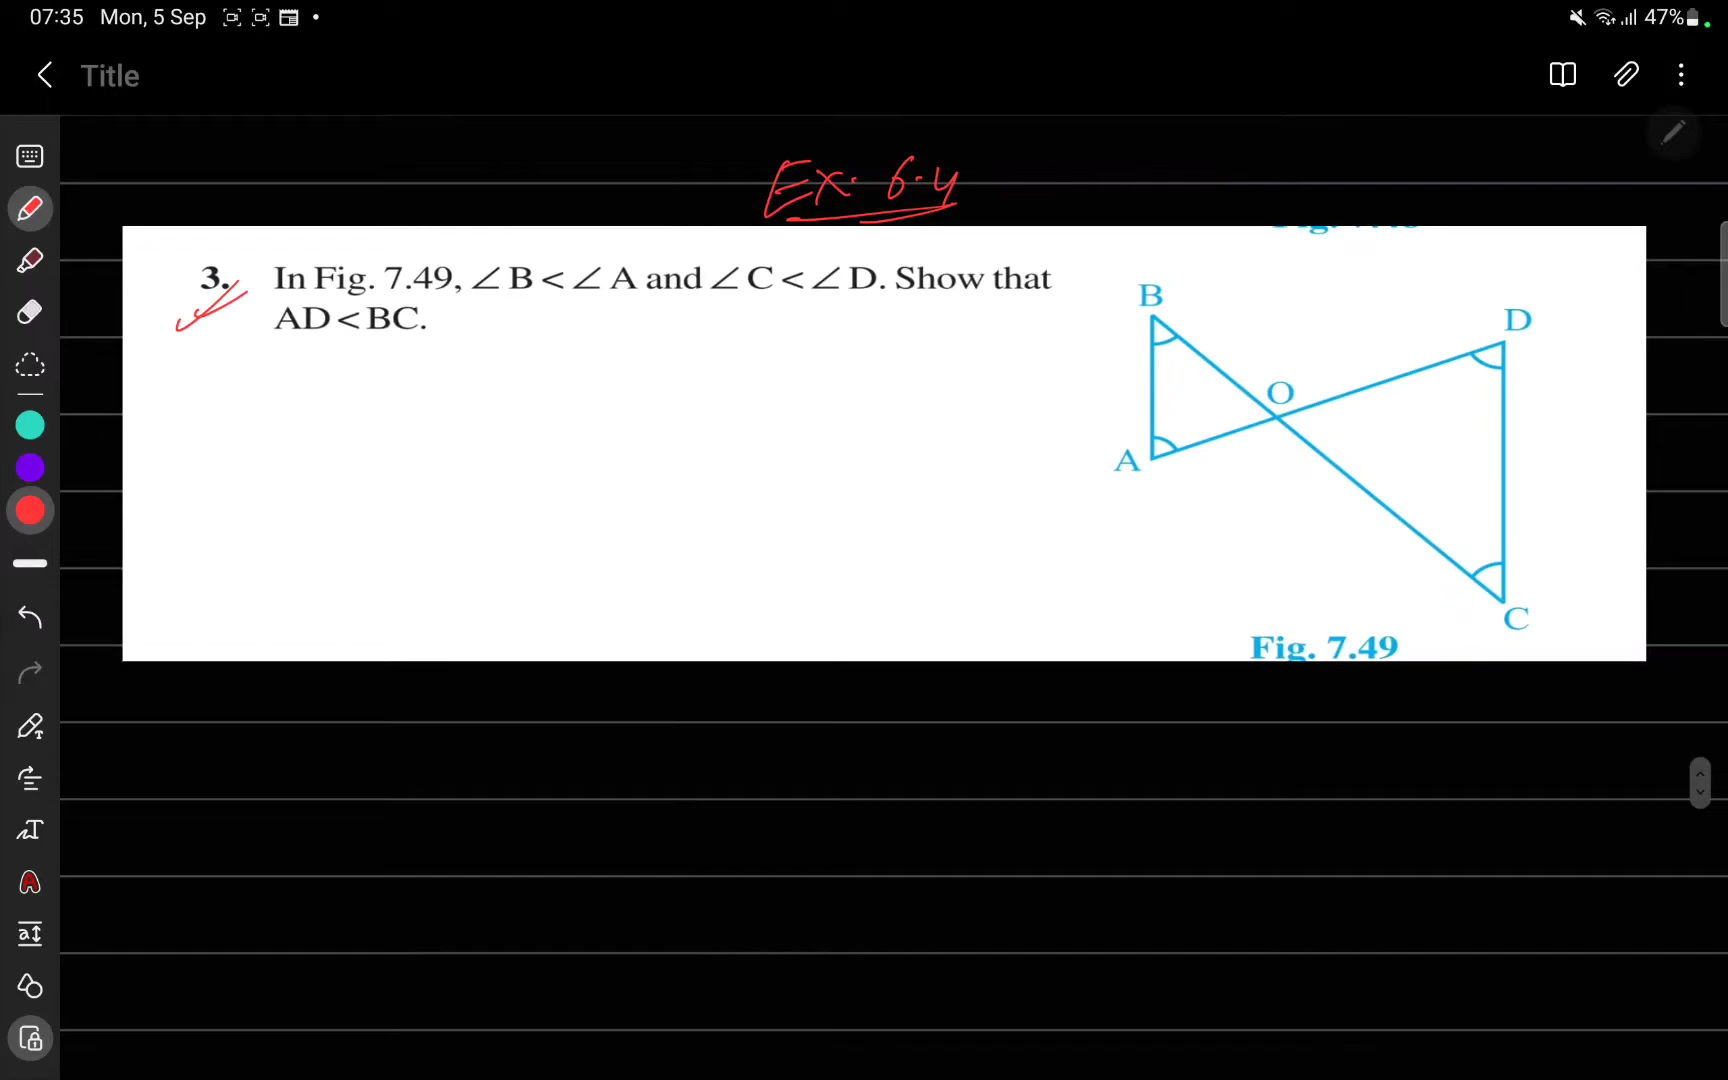 07:35 Mon, 5 Sep
47%
Title
Ex. 6.4
3. In Fig. 7.49, ∠B < ∠A and ∠C < ∠D. Show that
AD < BC.
B
D
O
A
C
Fig. 7.49